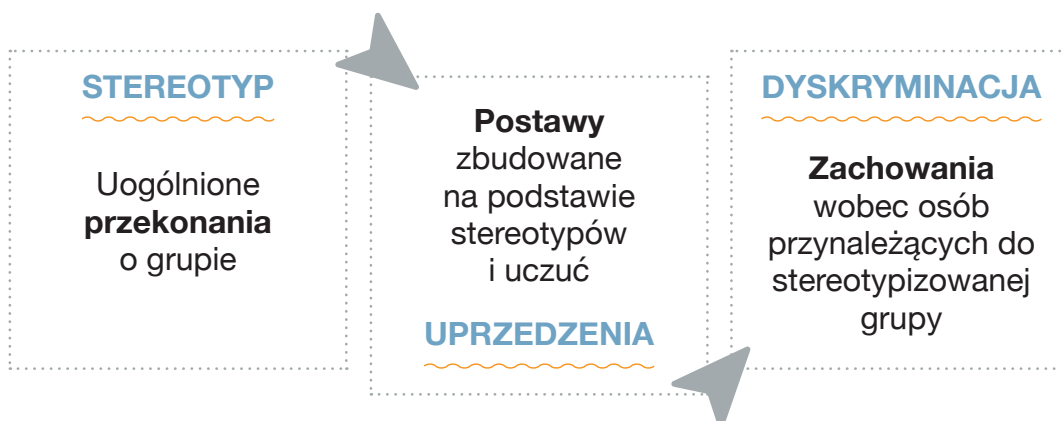 STEREOTYP
Uogólnione
przekonania
o grupie
Postawy
zbudowane
na podstawie
stereotypów
i uczuć
UPRZEDZENIA
DYSKRYMINACJA
Zachowania
wobec osób
przynależących do
stereotypizowanej
grupy